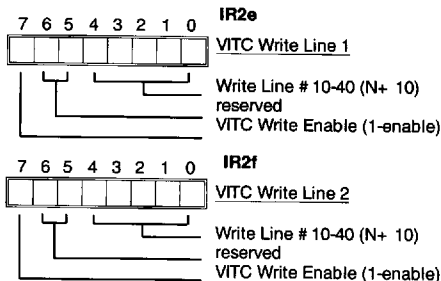 IR2e
7 6 5 4 3 2 1 0
VITC Write Line 1
Write Line # 10-40 (N+ 10)
reserved
VITC Write Enable (1-enable)
IR2f
7 6 5 4 3 2 1 0
VITC Write Line 2
Write Line # 10-40 (N+ 10)
reserved
VITC Write Enable (1-enable)